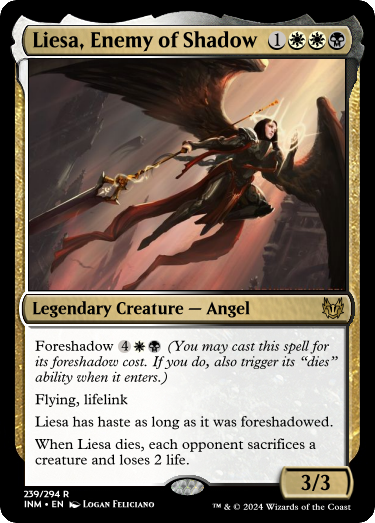 Liesa, Enemy of Shadow 1
Legendary Creature — Angel
Foreshadow 4 (You may cast this spell for
its foreshadow cost. If you do, also trigger its “dies”
ability when it enters.)
Flying, lifelink
Liesa has haste as long as it was foreshadowed.
When Liesa dies, each opponent sacrifices a
creature and loses 2 life.
3/3
239/294 R
INM • EN Logan Feliciano
™ & © 2024 Wizards of the Coast